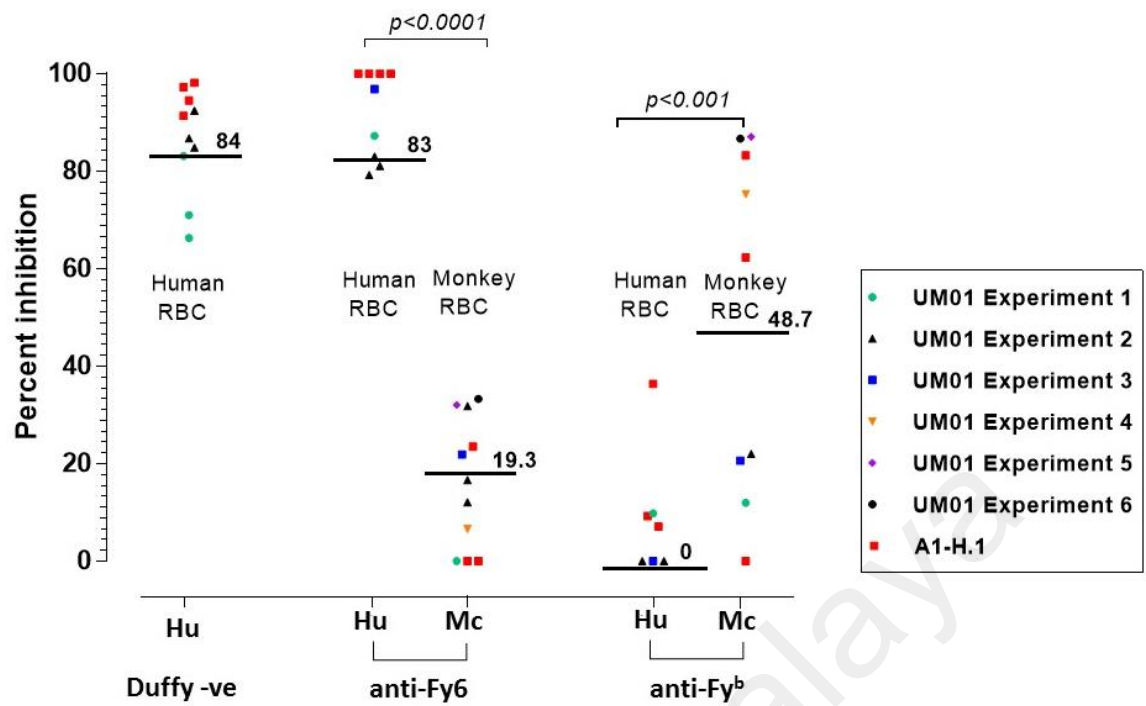 p<0.0001
p<0.001
Percent inhibition
100
80
60
40
20
0
84
83
19.3
0
48.7
Human
RBC
Human
RBC
Monkey
RBC
Human
RBC
Monkey
RBC
Hu
Hu
Mc
Hu
Mc
Duffy -ve
anti-Fy6
anti-Fyᵇ
UM01 Experiment 1
UM01 Experiment 2
UM01 Experiment 3
UM01 Experiment 4
UM01 Experiment 5
UM01 Experiment 6
A1-H.1
alaya